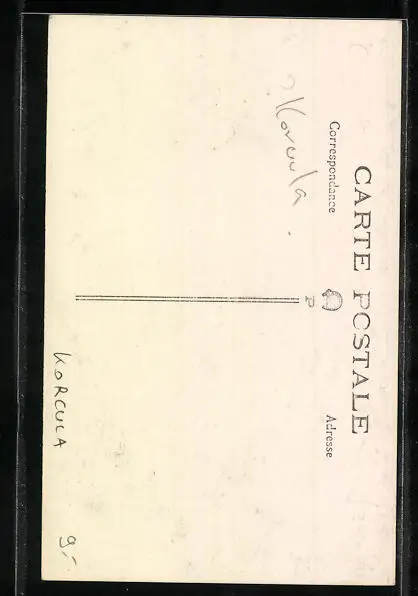 CARTE POSTALE
Correspondance
P
Adresse
? Korcula.
KORCULA
9,-